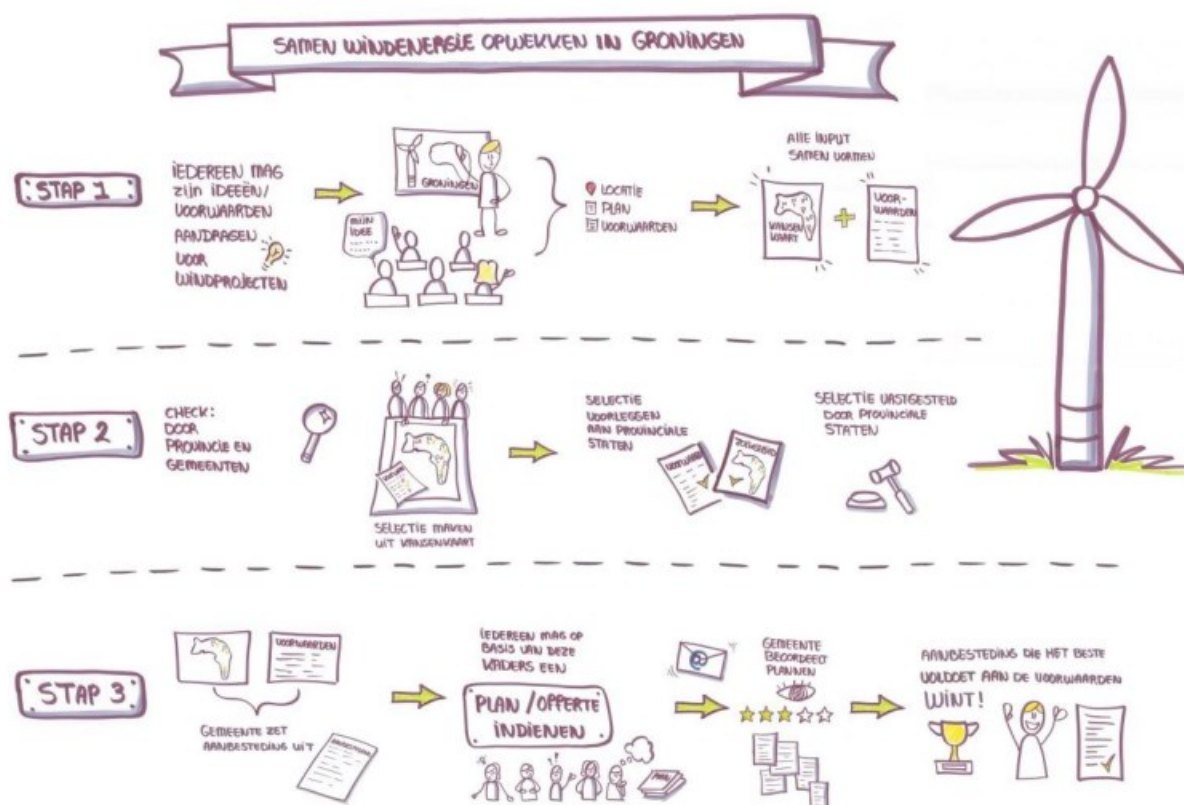 SAMEN WINDENERGIE OPWEKKEN IN GRONINGEN
STAP 1
iEDEREEN MAG
zijn iDEEËN/
VOORWAARDEN
AANDRAGEN
VOOR
WINDPROJECTEN
GRONINGEN
MIJN
IDEE
LOCATIE
PLAN
VOORWAARDEN
ALLE INPUT
SAMEN VORMEN
KANSEN
KAART
+
VOOR-
WAARDEN
STAP 2
CHECK:
DOOR
PROVINCIE EN
GEMEENTEN
SELECTIE MAKEN
UIT KANSENKAART
SELECTIE
VOORLEGGEN
AAN PROVINCIALE
STATEN
SELECTIE VASTGESTELD
DOOR PROVINCIALE
STATEN
STAP 3
VOORWAARDEN
GEMEENTE ZET
AANBESTEDING UIT
iEDEREEN MAG OP
BASIS VAN DEZE
KADERS EEN
PLAN / OFFERTE
iNDIENEN
@
GEMEENTE
BEOORDEELT
PLANNEN
AANBESTEDING DIE HET BESTE
VOLDOET AAN DE VOORWAARDEN
WINT!